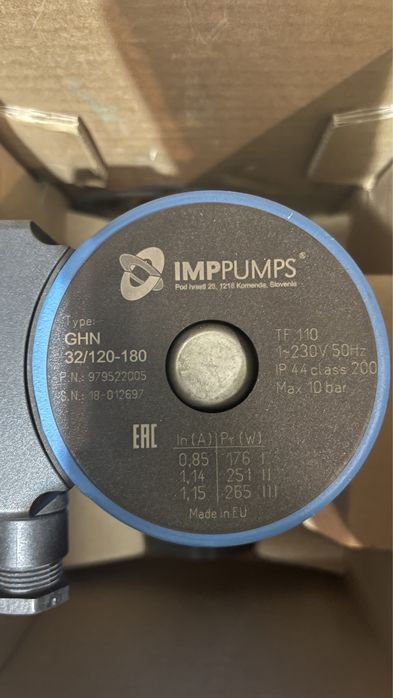 IMPPUMPS®
Pod hrasti 28, 1218 Komenda, Slovenia
Type:
GHN
32/120-180
P.N.: 979522005
S.N.: 18-012697
TF 110
1~230V 50Hz
IP 44 class 200
Max 10 bar
EAC
In (A) P₁ (W)
0,85 176 I
1,14 251 II
1,15 265 III
Made in EU